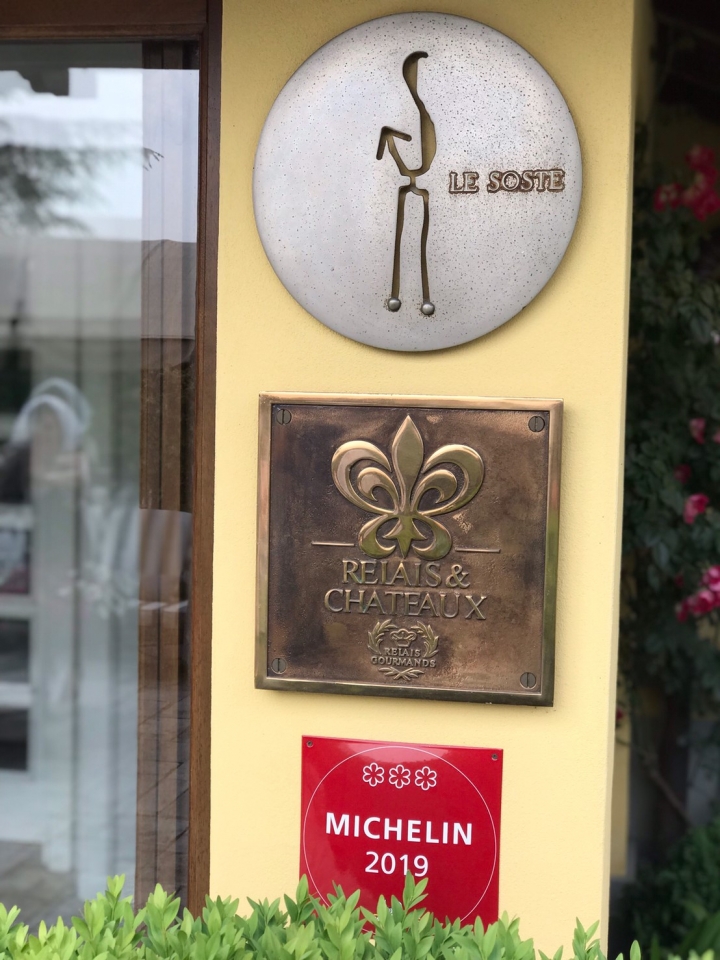 LE SOSTE
RELAIS &
CHATEAUX
RELAIS
GOURMANDS
MICHELIN
2019